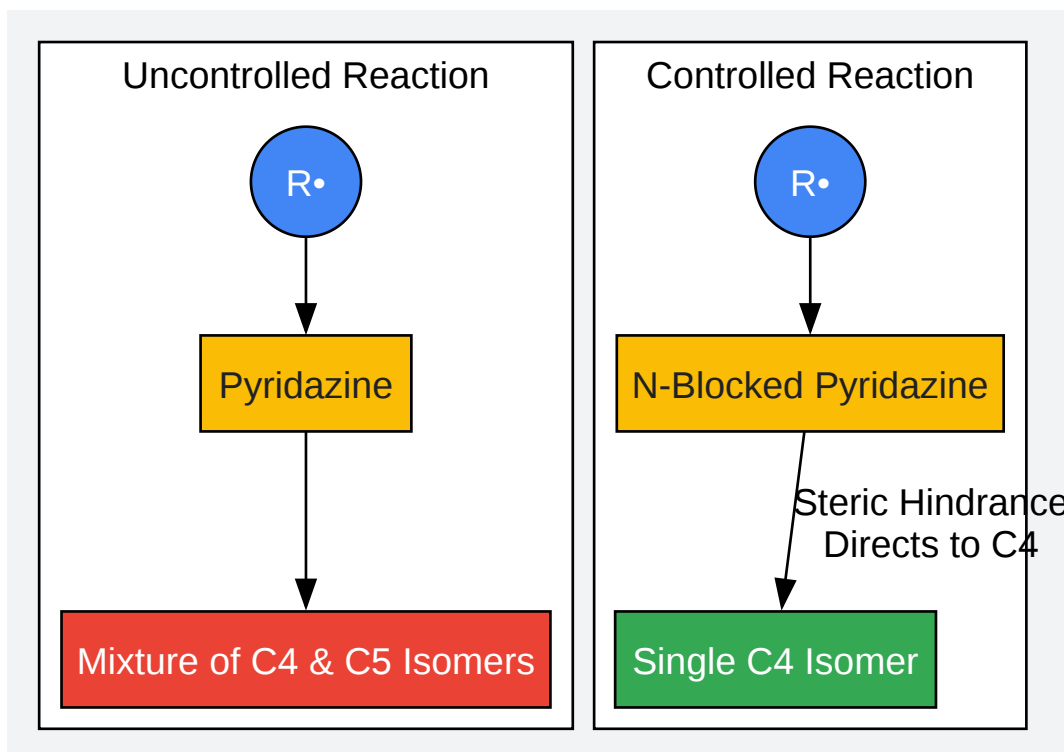 Uncontrolled Reaction
R•
Pyridazine
Mixture of C4 & C5 Isomers
Controlled Reaction
R•
N-Blocked Pyridazine
Steric Hindrance
Directs to C4
Single C4 Isomer